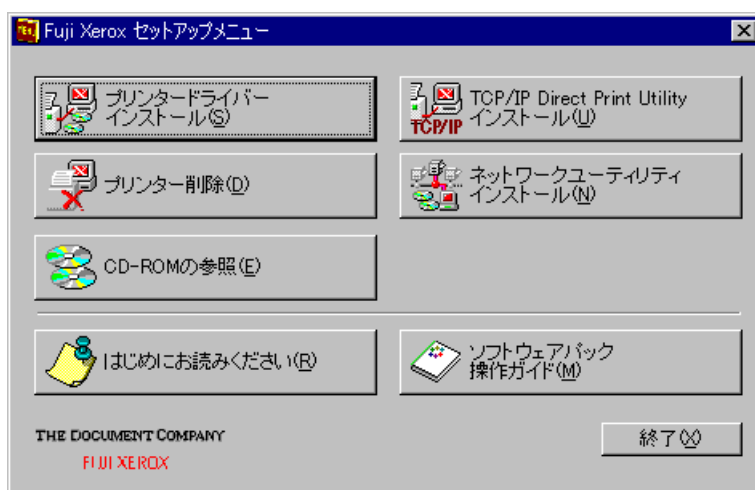 Fuji Xerox セットアップメニュー
プリンタードライバー
インストール(S)
TCP/IP
TCP/IP Direct Print Utility
インストール(U)
プリンター削除(D)
ネットワークユーティリティ
インストール(N)
CD-ROMの参照(E)
はじめにお読みください(R)
ソフトウェアパック
操作ガイド(M)
THE DOCUMENT COMPANY
FUJI XEROX
終了(X)